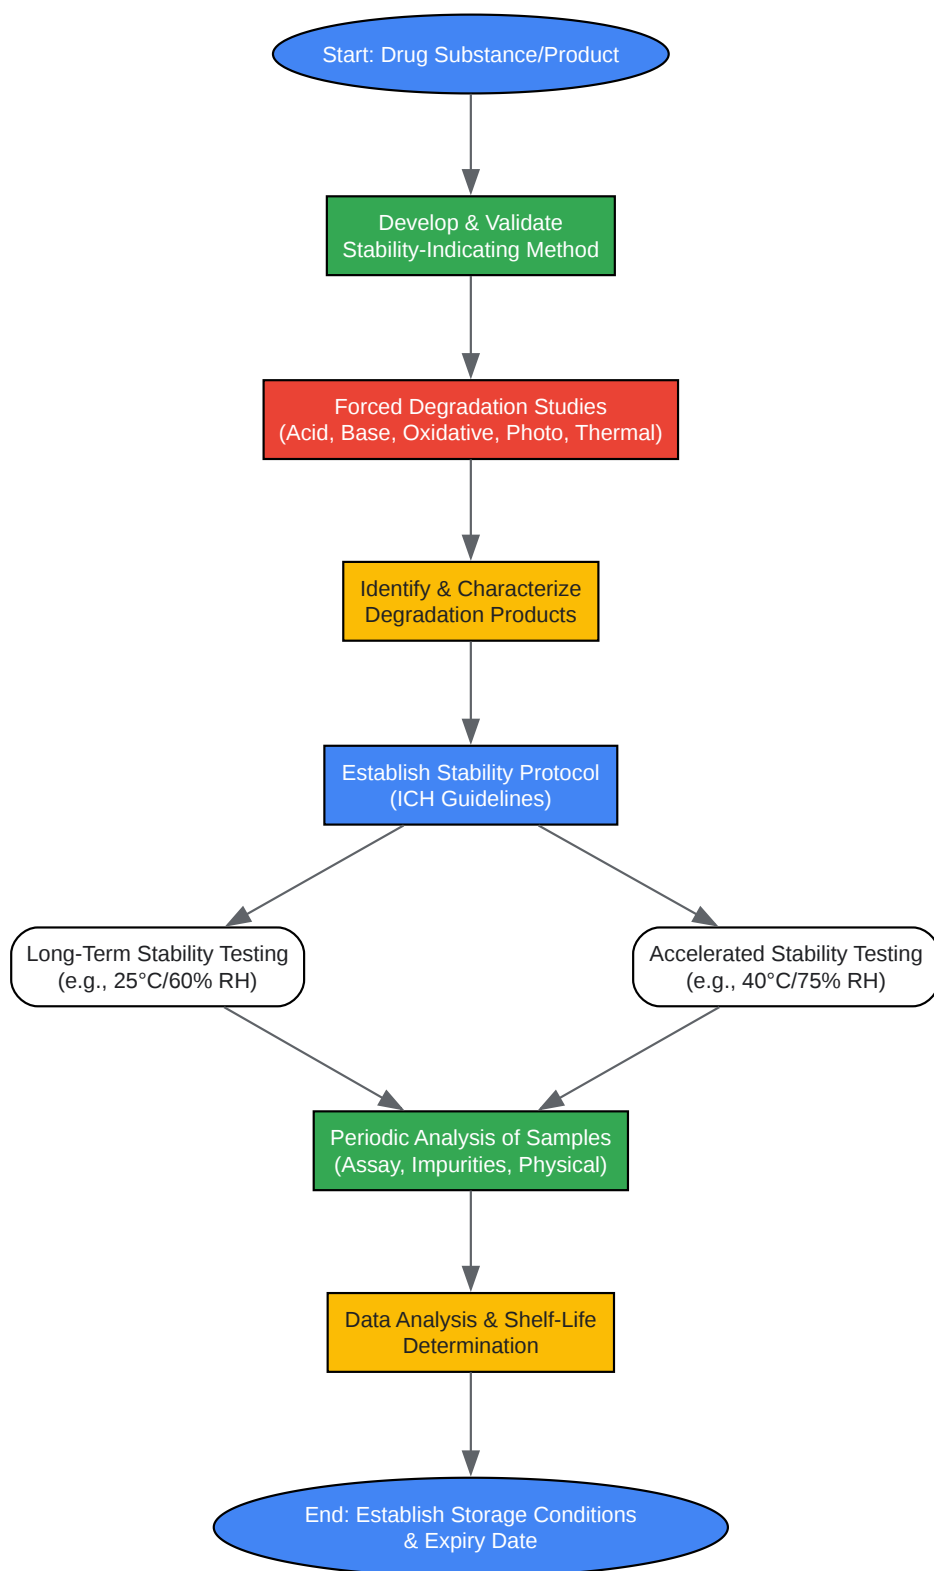 Start: Drug Substance/Product
Develop & Validate
Stability-Indicating Method
Forced Degradation Studies
(Acid, Base, Oxidative, Photo, Thermal)
Identify & Characterize
Degradation Products
Establish Stability Protocol
(ICH Guidelines)
Long-Term Stability Testing
(e.g., 25°C/60% RH)
Accelerated Stability Testing
(e.g., 40°C/75% RH)
Periodic Analysis of Samples
(Assay, Impurities, Physical)
Data Analysis & Shelf-Life
Determination
End: Establish Storage Conditions
& Expiry Date